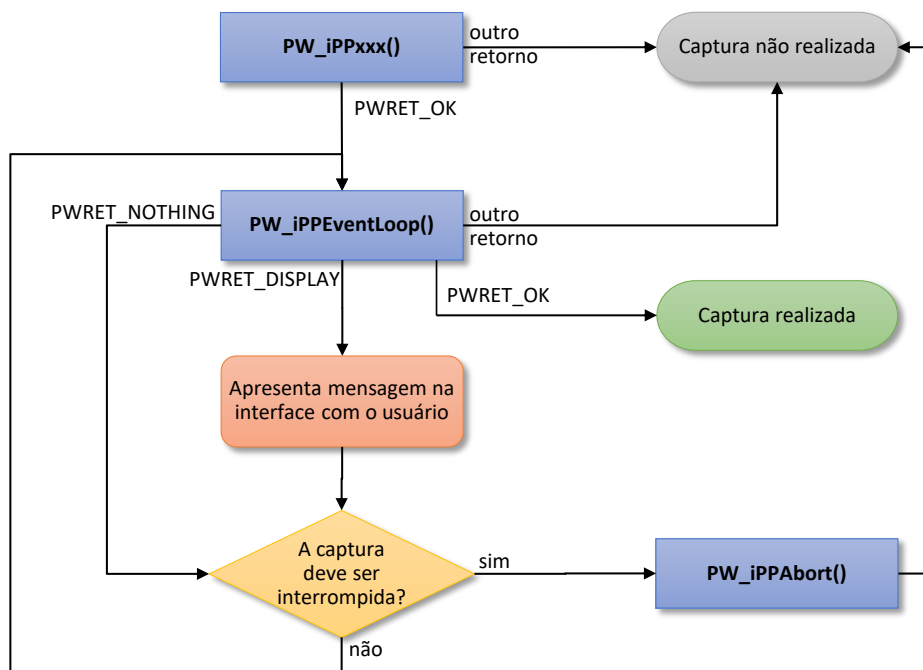 PW_iPPxxx()
outro
retorno
Captura não realizada
PWRET_OK
PWRET_NOTHING
PW_iPPEventLoop()
outro
retorno
PWRET_DISPLAY
PWRET_OK
Captura realizada
Apresenta mensagem na
interface com o usuário
A captura
deve ser
interrompida?
sim
PW_iPPAbort()
não